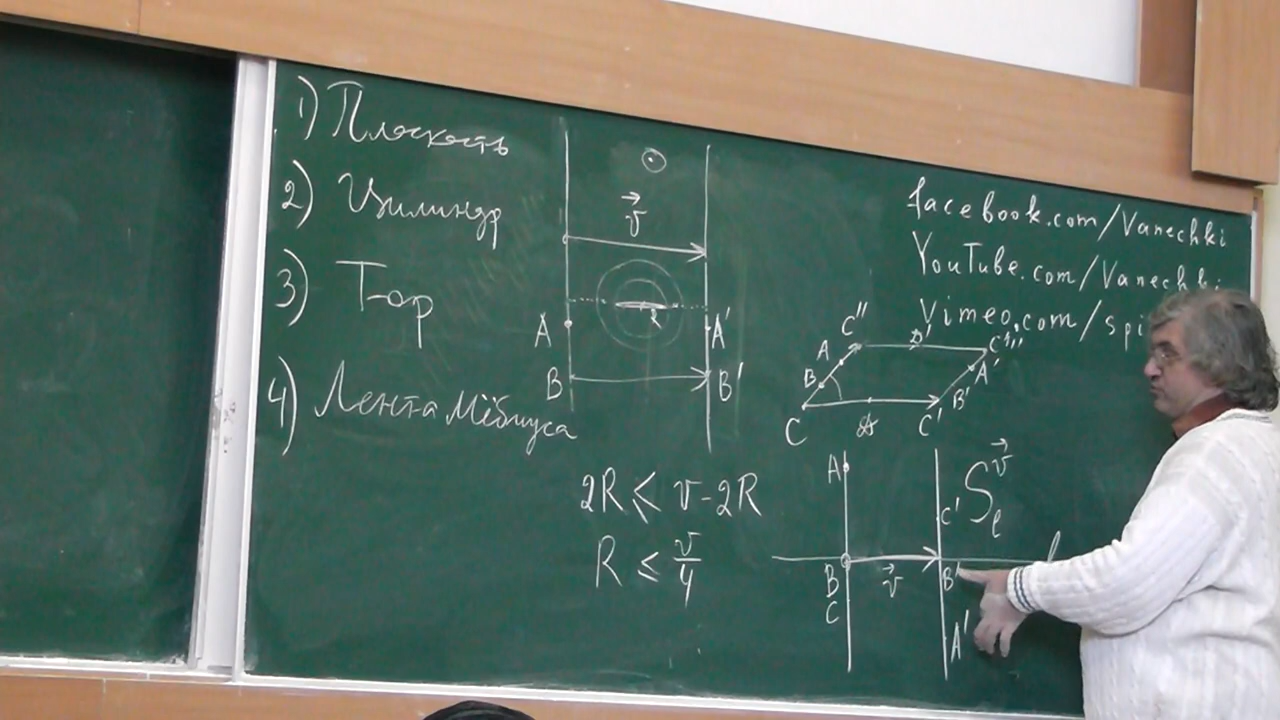 1) Плоскость
2) Цилиндр
3) Тор
4) Лента Мёбиуса
v
R
A
A'
B
B'
2R ⩽ v-2R
R ≤ v/4
facebook.com/Vanechki
YouTube.com/Vanechki
Vimeo.com/spi
C'' D' C'''
A A'
B B'
C D C'
A
C' S v l
l
B v B'
C
A'